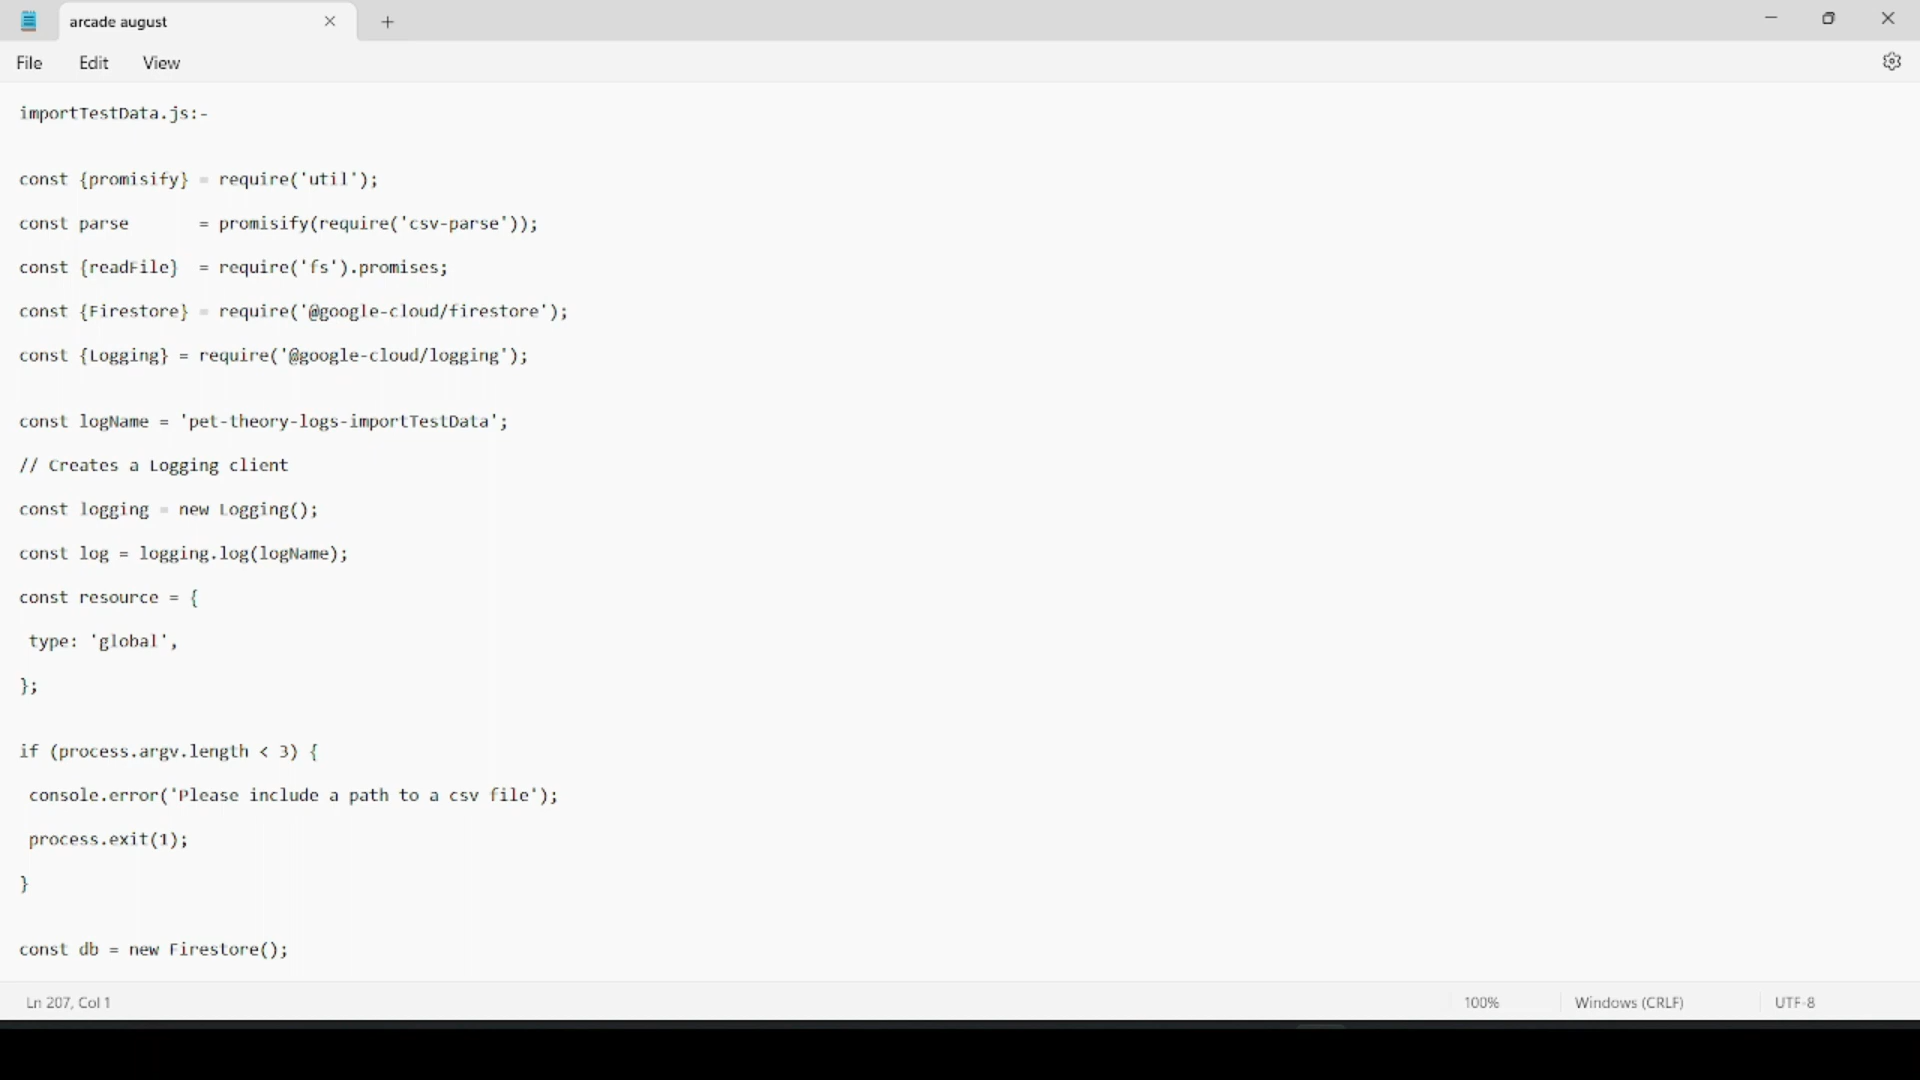 arcade august
File Edit View
importTestData.js:-
const {promisify} = require('util');
const parse       = promisify(require('csv-parse'));
const {readFile}  = require('fs').promises;
const {Firestore} = require('@google-cloud/firestore');
const {Logging} = require('@google-cloud/logging');
const logName = 'pet-theory-logs-importTestData';
// Creates a Logging client
const logging = new Logging();
const log = logging.log(logName);
const resource = {
 type: 'global',
};
if (process.argv.length < 3) {
 console.error('Please include a path to a csv file');
 process.exit(1);
}
const db = new Firestore();
Ln 207, Col 1 100% Windows (CRLF) UTF-8